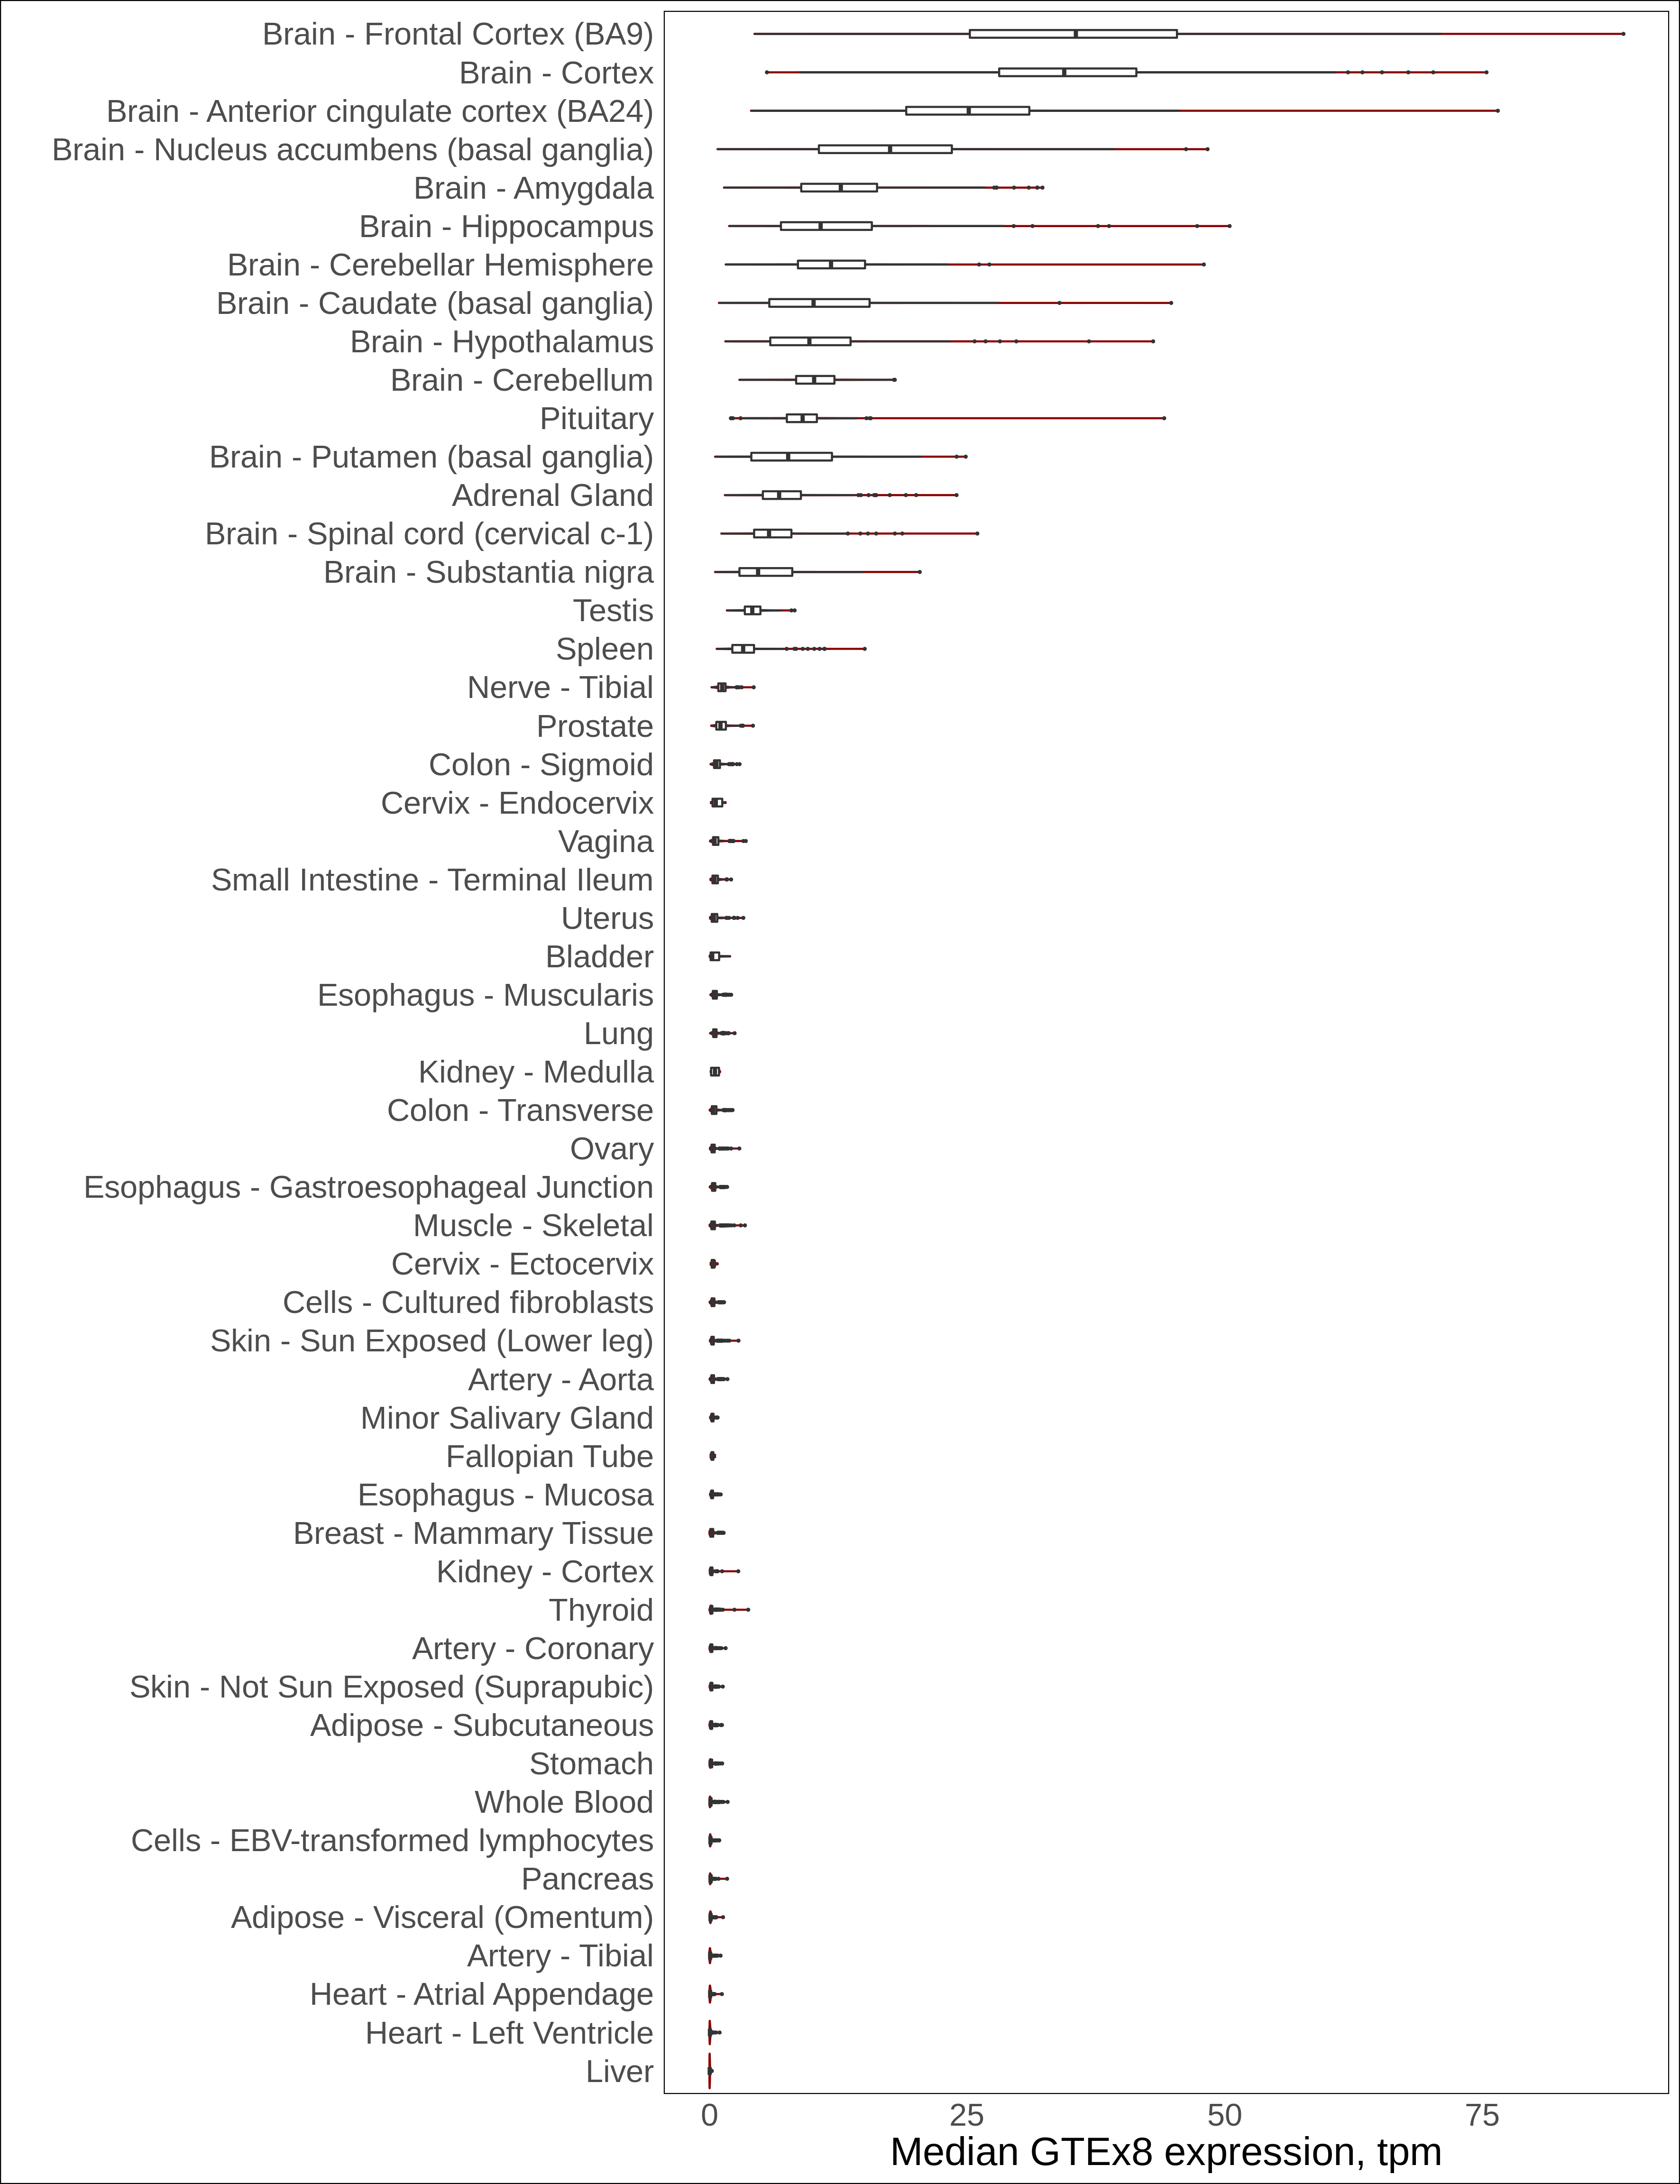 Brain - Frontal Cortex (BA9)
Brain - Cortex
Brain - Anterior cingulate cortex (BA24)
Brain - Nucleus accumbens (basal ganglia)
Brain - Amygdala
Brain - Hippocampus
Brain - Cerebellar Hemisphere
Brain - Caudate (basal ganglia)
Brain - Hypothalamus
Brain - Cerebellum
Pituitary
Brain - Putamen (basal ganglia)
Adrenal Gland
Brain - Spinal cord (cervical c-1)
Brain - Substantia nigra
Testis
Spleen
Nerve - Tibial
Prostate
Colon - Sigmoid
Cervix - Endocervix
Vagina
Small Intestine - Terminal Ileum
Uterus
Bladder
Esophagus - Muscularis
Lung
Kidney - Medulla
Colon - Transverse
Ovary
Esophagus - Gastroesophageal Junction
Muscle - Skeletal
Cervix - Ectocervix
Cells - Cultured fibroblasts
Skin - Sun Exposed (Lower leg)
Artery - Aorta
Minor Salivary Gland
Fallopian Tube
Esophagus - Mucosa
Breast - Mammary Tissue
Kidney - Cortex
Thyroid
Artery - Coronary
Skin - Not Sun Exposed (Suprapubic)
Adipose - Subcutaneous
Stomach
Whole Blood
Cells - EBV-transformed lymphocytes
Pancreas
Adipose - Visceral (Omentum)
Artery - Tibial
Heart - Atrial Appendage
Heart - Left Ventricle
Liver
0 25 50 75
Median GTEx8 expression, tpm